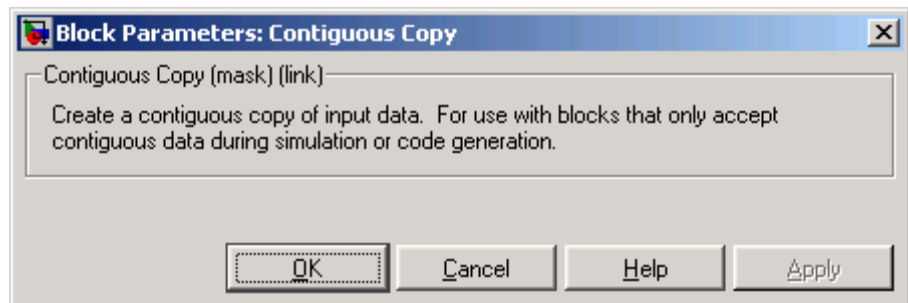 Block Parameters: Contiguous Copy
Contiguous Copy (mask) (link)
Create a contiguous copy of input data. For use with blocks that only accept
contiguous data during simulation or code generation.
OK Cancel Help Apply